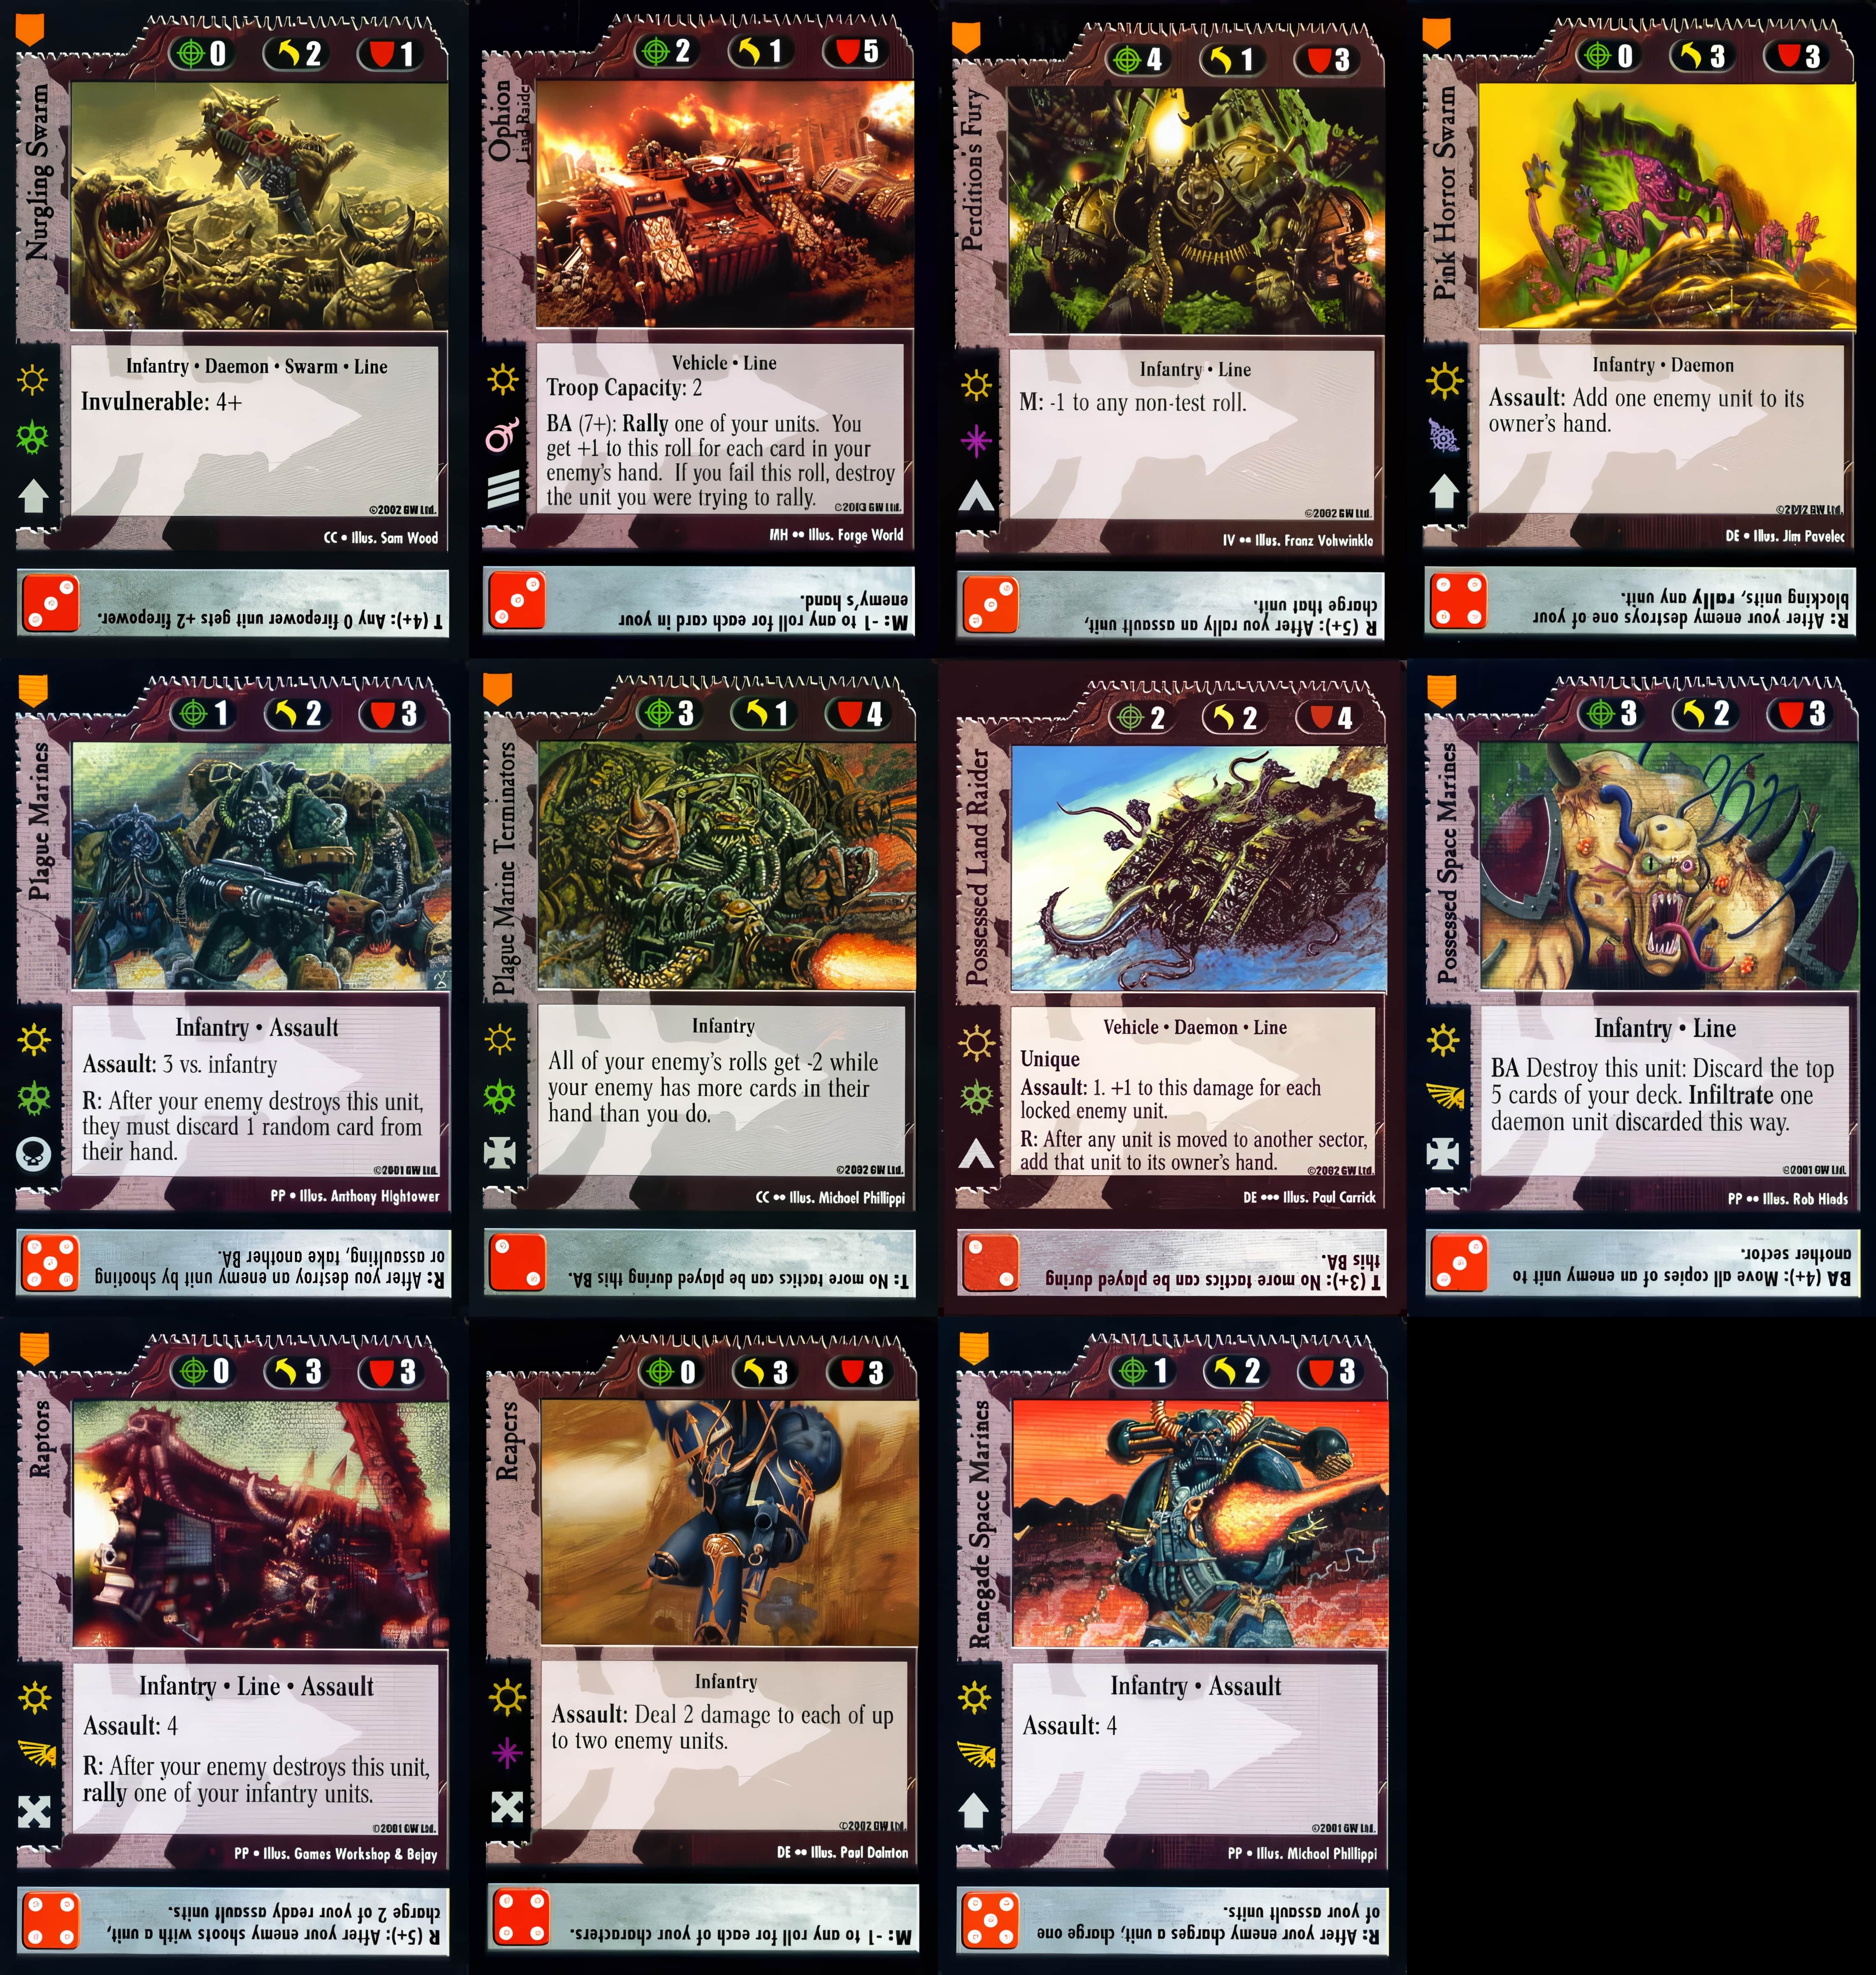 0 2 1
Nurgling Swarm
Infantry • Daemon • Swarm • Line
Invulnerable: 4+
©2002 GW Ltd.
CC • Illus. Sam Wood
T (4+): Any 0 firepower unit gets +2 firepower.
2 1 5
Ophion
Land Raider
Vehicle • Line
Troop Capacity: 2
BA (7+): Rally one of your units. You
get +1 to this roll for each card in your
enemy's hand. If you fail this roll, destroy
the unit you were trying to rally.
©2003 GW Ltd.
MH •• Illus. Forge World
M: -1 to any roll for each card in your
enemy's hand.
4 1 3
Perdition's Fury
Infantry • Line
M: -1 to any non-test roll.
©2002 GW Ltd.
IV •• Illus. Franz Vohwinkle
R (5+): After you rally an assault unit,
charge that unit.
0 3 3
Pink Horror Swarm
Infantry • Daemon
Assault: Add one enemy unit to its
owner's hand.
©2002 GW Ltd.
DE • Illus. Jim Pavelec
R: After your enemy destroys one of your
blocking units, rally any unit.
1 2 3
Plague Marines
Infantry • Assault
Assault: 3 vs. infantry
R: After your enemy destroys this unit,
they must discard 1 random card from
their hand.
©2001 GW Ltd.
PP • Illus. Anthony Hightower
R: After you destroy an enemy unit by shooting
or assaulting, take another BA.
3 1 4
Plague Marine Terminators
Infantry
All of your enemy's rolls get -2 while
your enemy has more cards in their
hand than you do.
©2002 GW Ltd.
CC •• Illus. Michael Phillippi
T: No more tactics can be played during this BA.
2 2 4
Possessed Land Raider
Vehicle • Daemon • Line
Unique
Assault: 1. +1 to this damage for each
locked enemy unit.
R: After any unit is moved to another sector,
add that unit to its owner's hand.
©2002 GW Ltd.
DE ••• Illus. Paul Carrick
T (3+): No more tactics can be played during
this BA.
3 2 3
Possessed Space Marines
Infantry • Line
BA Destroy this unit: Discard the top
5 cards of your deck. Infiltrate one
daemon unit discarded this way.
©2001 GW Ltd.
PP •• Illus. Rob Hinds
BA (4+): Move all copies of an enemy unit to
another sector.
0 3 3
Raptors
Infantry • Line • Assault
Assault: 4
R: After your enemy destroys this unit,
rally one of your infantry units.
©2001 GW Ltd.
PP • Illus. Games Workshop & Bejay
R (5+): After your enemy shoots with a unit,
charge 2 of your ready assault units.
0 3 3
Reapers
Infantry
Assault: Deal 2 damage to each of up
to two enemy units.
©2002 GW Ltd.
DE •• Illus. Paul Dainton
M: -1 to any roll for each of your characters.
1 2 3
Renegade Space Marines
Infantry • Assault
Assault: 4
©2001 GW Ltd.
PP • Illus. Michael Phillippi
R: After your enemy charges a unit, charge one
of your assault units.